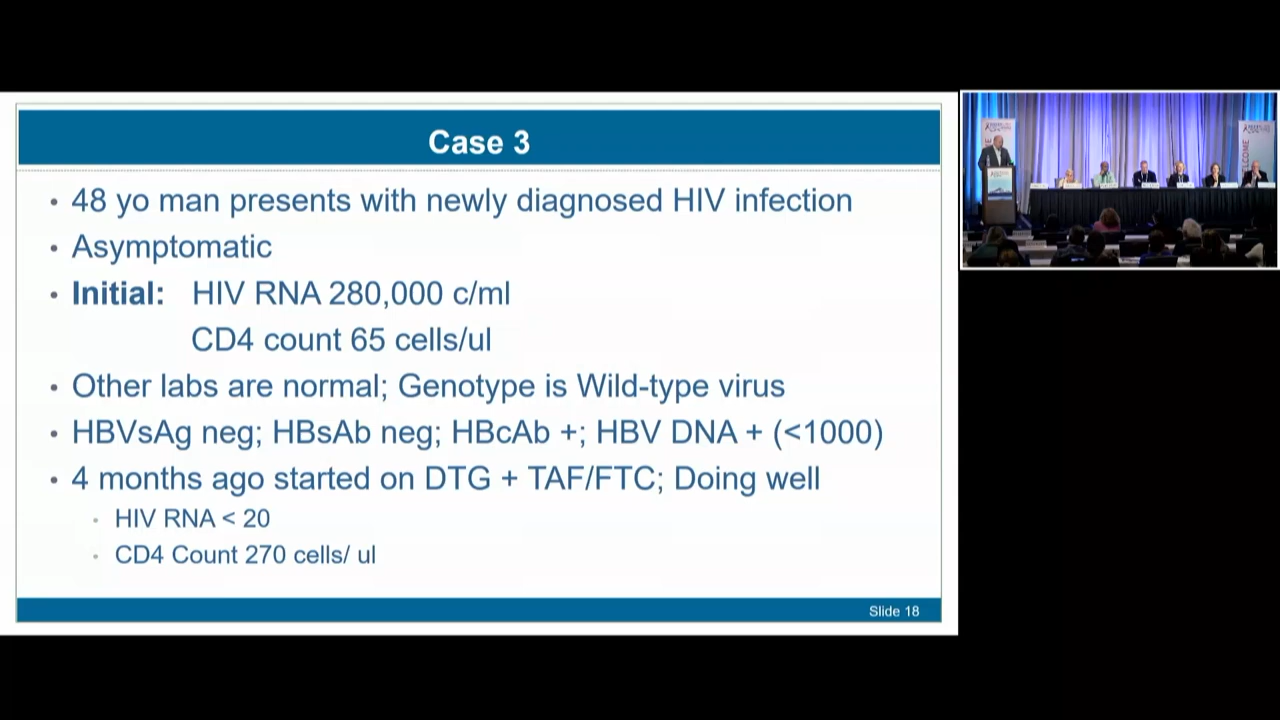 Case 3
48 yo man presents with newly diagnosed HIV infection
Asymptomatic
Initial: HIV RNA 280,000 c/ml
CD4 count 65 cells/ul
Other labs are normal; Genotype is Wild-type virus
HBVsAg neg; HBsAb neg; HBcAb +; HBV DNA + (<1000)
4 months ago started on DTG + TAF/FTC; Doing well
HIV RNA < 20
CD4 Count 270 cells/ ul
Slide 18